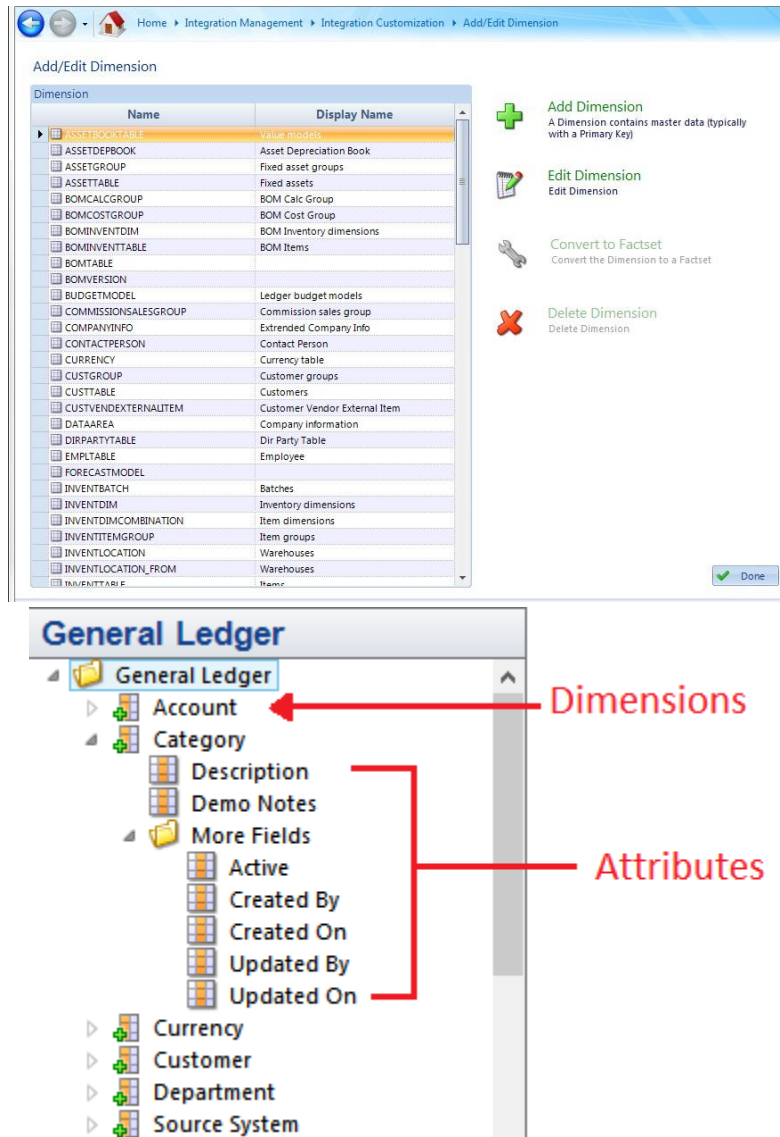 Home ▸ Integration Management ▸ Integration Customization ▸ Add/Edit Dimension
Add/Edit Dimension
Dimension
Name Display Name
ASSETBOOKTABLE Value models
ASSETDEPBOOK Asset Depreciation Book
ASSETGROUP Fixed asset groups
ASSETTABLE Fixed assets
BOMCALCGROUP BOM Calc Group
BOMCOSTGROUP BOM Cost Group
BOMINVENTDIM BOM Inventory dimensions
BOMINVENTTABLE BOM Items
BOMTABLE
BOMVERSION
BUDGETMODEL Ledger budget models
COMMISSIONSALESGROUP Commission sales group
COMPANYINFO Extrended Company Info
CONTACTPERSON Contact Person
CURRENCY Currency table
CUSTGROUP Customer groups
CUSTTABLE Customers
CUSTVENDEXTERNALITEM Customer Vendor External Item
DATAAREA Company information
DIRPARTYTABLE Dir Party Table
EMPLTABLE Employee
FORECASTMODEL
INVENTBATCH Batches
INVENTDIM Inventory dimensions
INVENTDIMCOMBINATION Item dimensions
INVENTITEMGROUP Item groups
INVENTLOCATION Warehouses
INVENTLOCATION_FROM Warehouses
INVENTTABLE Items
Add Dimension
A Dimension contains master data (typically
with a Primary Key)
Edit Dimension
Edit Dimension
Convert to Factset
Convert the Dimension to a Factset
Delete Dimension
Delete Dimension
Done
General Ledger
General Ledger
Account
Dimensions
Category
Description
Demo Notes
More Fields
Attributes
Active
Created By
Created On
Updated By
Updated On
Currency
Customer
Department
Source System